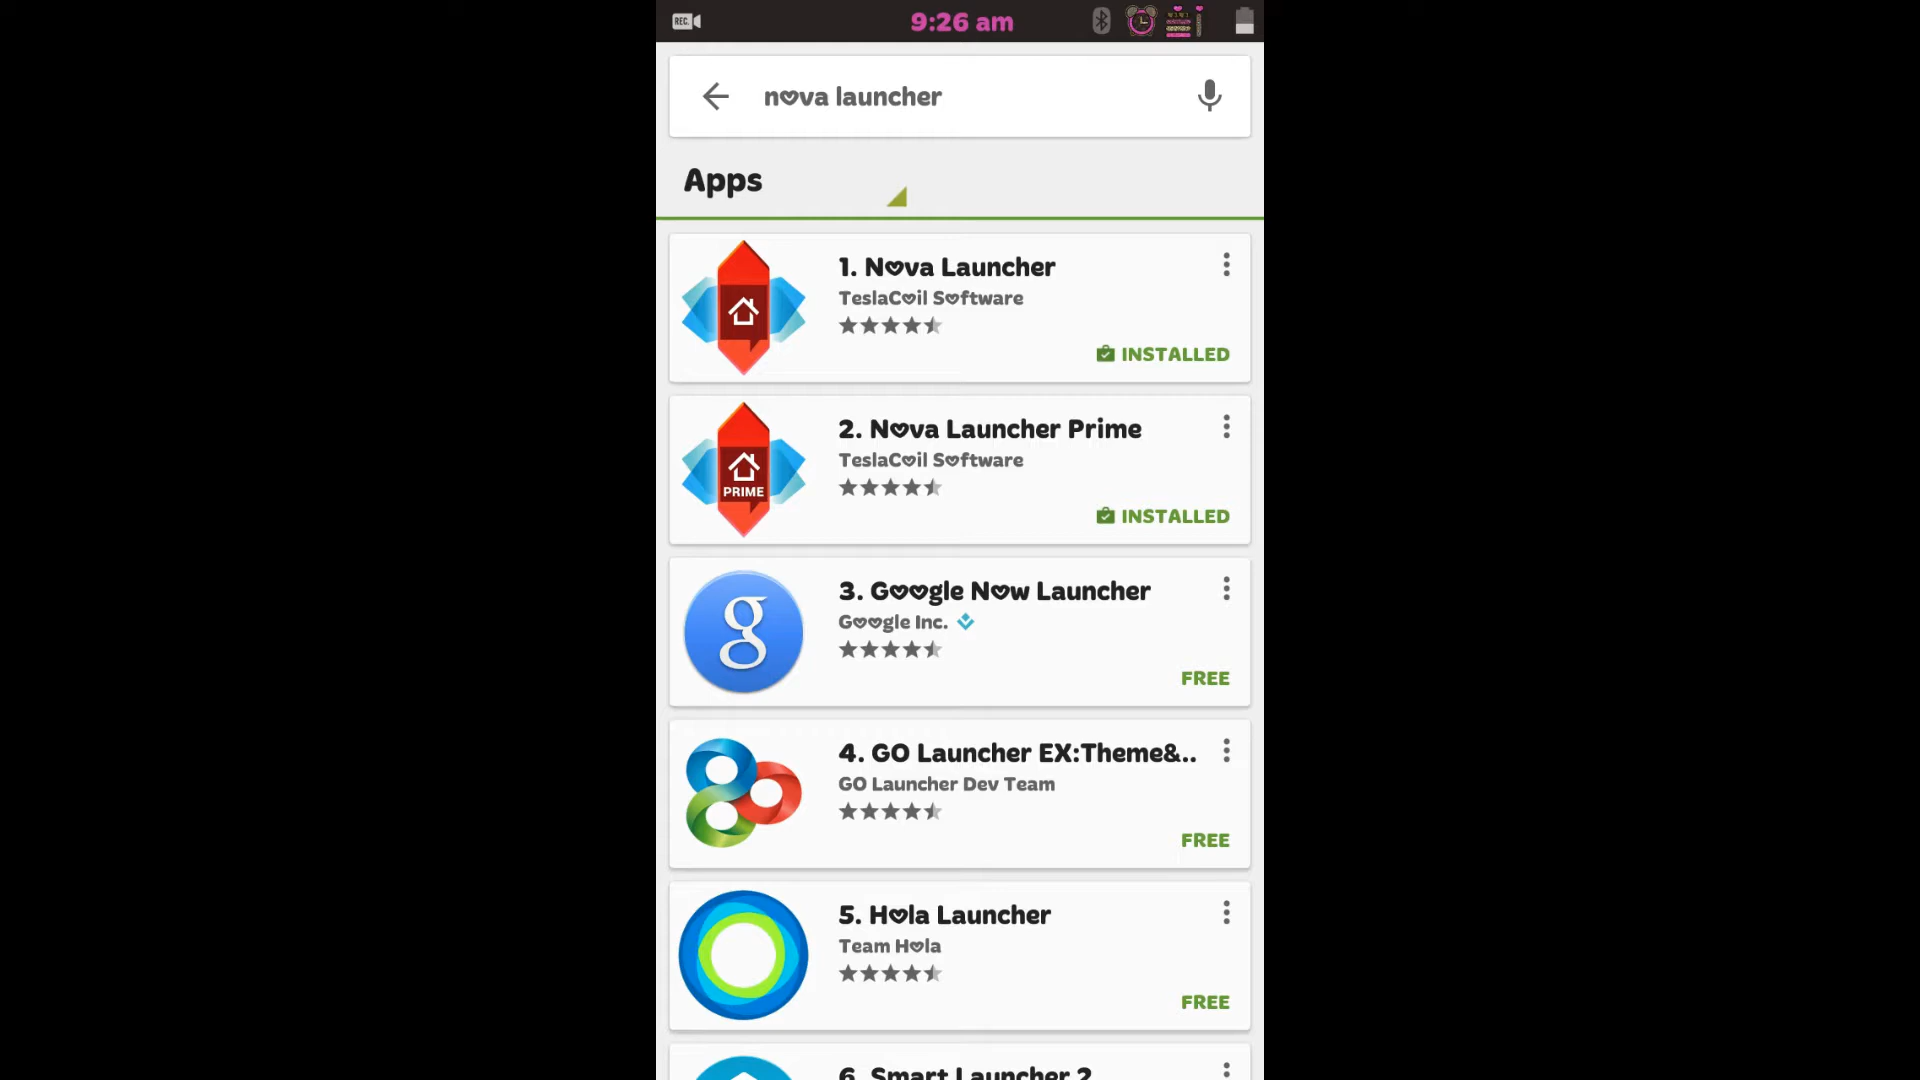 REC.
9:26 am
nova launcher
Apps
1. Nova Launcher
TeslaCoil Software
INSTALLED
PRIME
2. Nova Launcher Prime
TeslaCoil Software
INSTALLED
g
3. Google Now Launcher
Google Inc.
FREE
4. GO Launcher EX:Theme&..
GO Launcher Dev Team
FREE
5. Hola Launcher
Team Hola
FREE
6. Smart Launcher 2